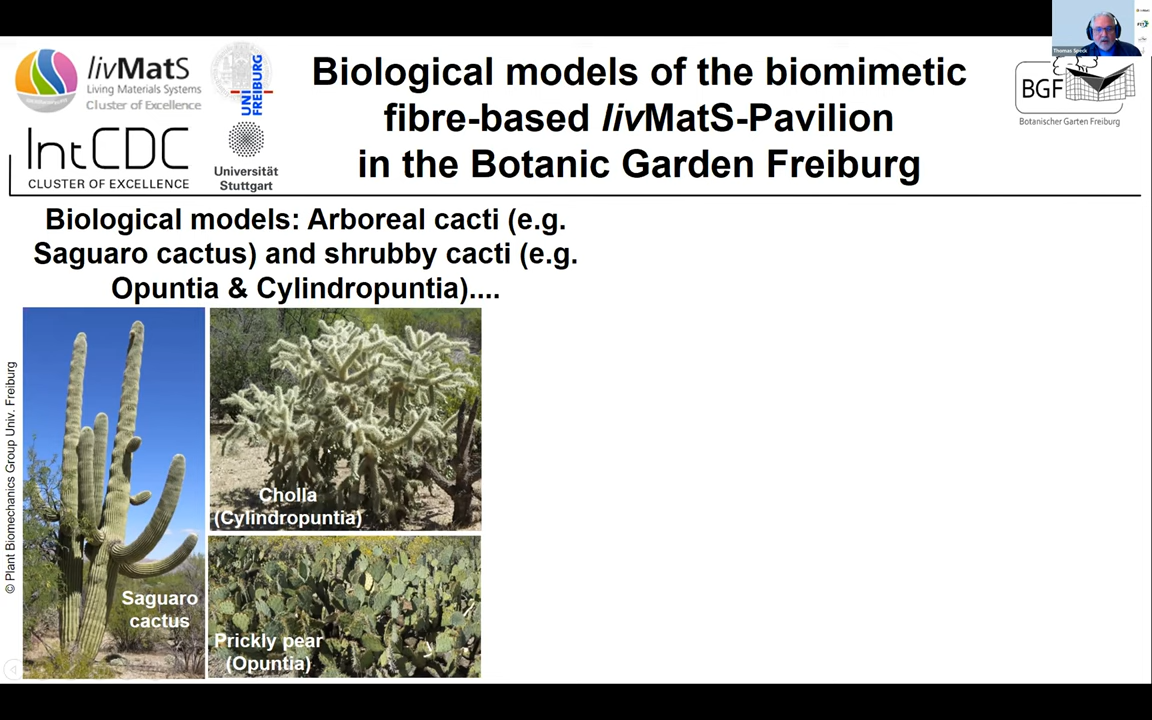 livMatS
Living Materials Systems
Cluster of Excellence
UNI
FREIBURG
IntCDC
CLUSTER OF EXCELLENCE
Universität
Stuttgart
Biological models of the biomimetic
fibre-based livMatS-Pavilion
in the Botanic Garden Freiburg
Thomas Speck
BGF
Botanischer Garten Freiburg
Biological models: Arboreal cacti (e.g.
Saguaro cactus) and shrubby cacti (e.g.
Opuntia & Cylindropuntia)....
© Plant Biomechanics Group Univ. Freiburg
Saguaro
cactus
Cholla
(Cylindropuntia)
Prickly pear
(Opuntia)